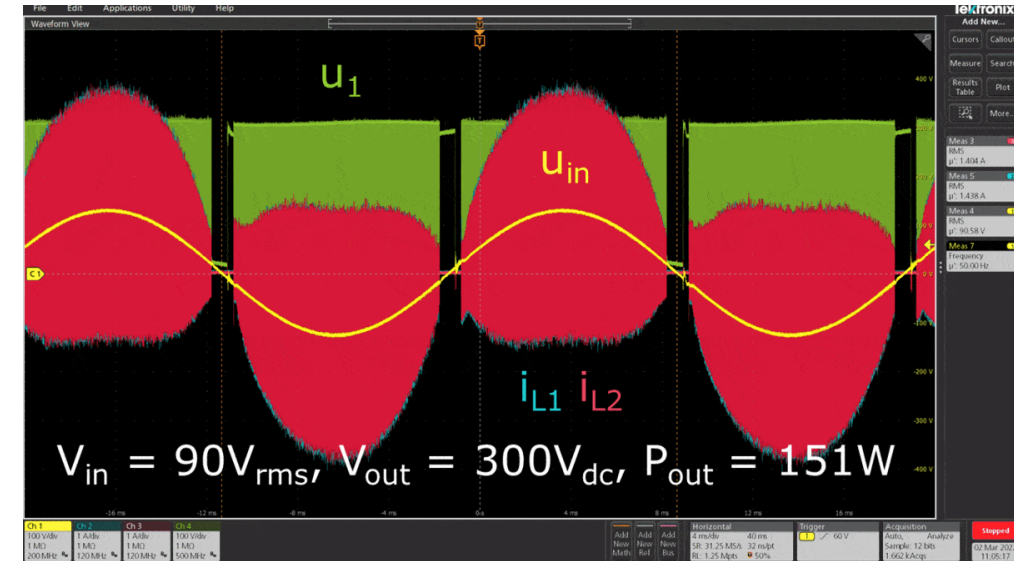 File Edit Applications Utility Help
Tektronix
Waveform View
Add New...
Cursors Callout
Measure Search
Results Table Plot
More...
U
T
u1
uin
400 V
100 V
0 V
-100 V
-200 V
-300 V
-400 V
C1
Meas 3
RMS
µ': 1.404 A
Meas 5
RMS
µ': 1.438 A
Meas 4
RMS
µ': 90.58 V
Meas 7
Frequency
µ': 50.00 Hz
iL1 iL2
Vin = 90Vrms, Vout = 300Vdc, Pout = 151W
-16 ms -12 ms -8 ms -4 ms 0s 4 ms 8 ms 12 ms 16 ms
Ch 1
100 V/div
1 MΩ
200 MHz
Ch 2
1 A/div
1 MΩ
120 MHz
Ch 3
1 A/div
1 MΩ
120 MHz
Ch 4
100 V/div
1 MΩ
500 MHz
Add New Math
Add New Ref
Add New Bus
Horizontal
4 ms/div 40 ms
SR: 31.25 MS/s 32 ns/pt
RL: 1.25 Mpts 50%
Trigger
1 60 V
Acquisition
Auto, Analyze
Sample: 12 bits
1.662 kAcqs
Stopped
02 Mar 202
11:05:17